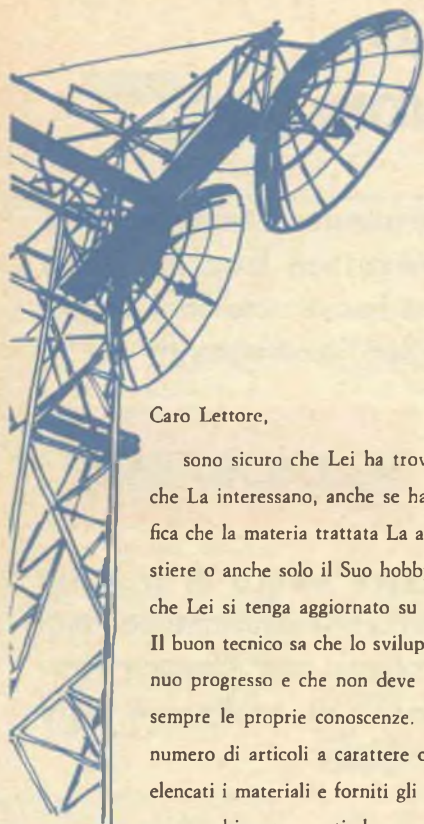 Caro Lettore,
sono sicuro che Lei ha trov
che La interessano, anche se ha
fica che la materia trattata La a
stiere o anche solo il Suo hobb
che Lei si tenga aggiornato su
Il buon tecnico sa che lo svilup
nuo progresso e che non deve
sempre le proprie conoscenze.
numero di articoli a carattere c
elencati i materiali e forniti gli